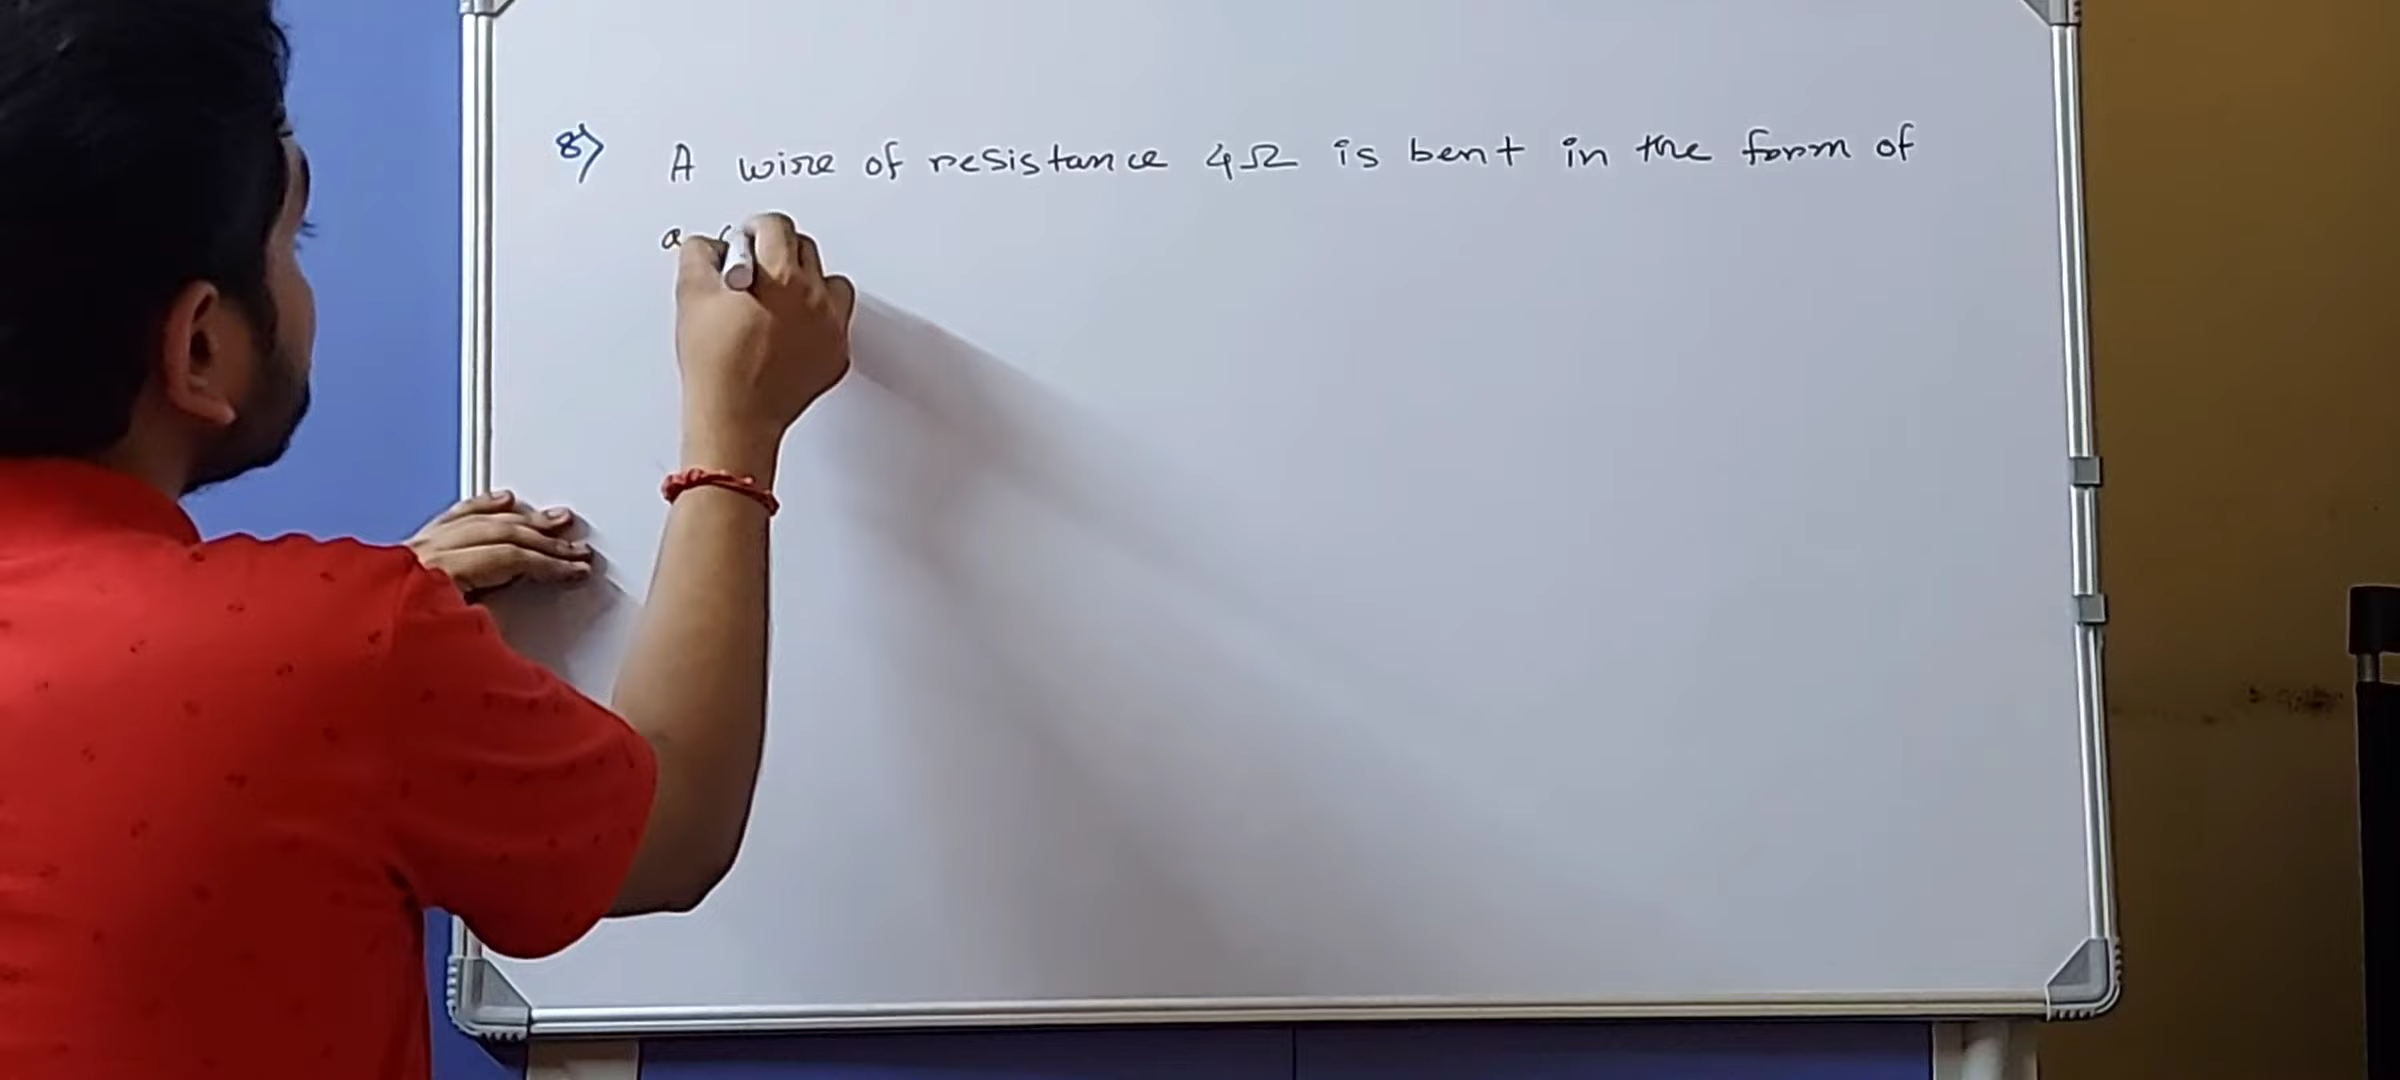 8) A wire of resistance 4Ω is bent in the form of
a